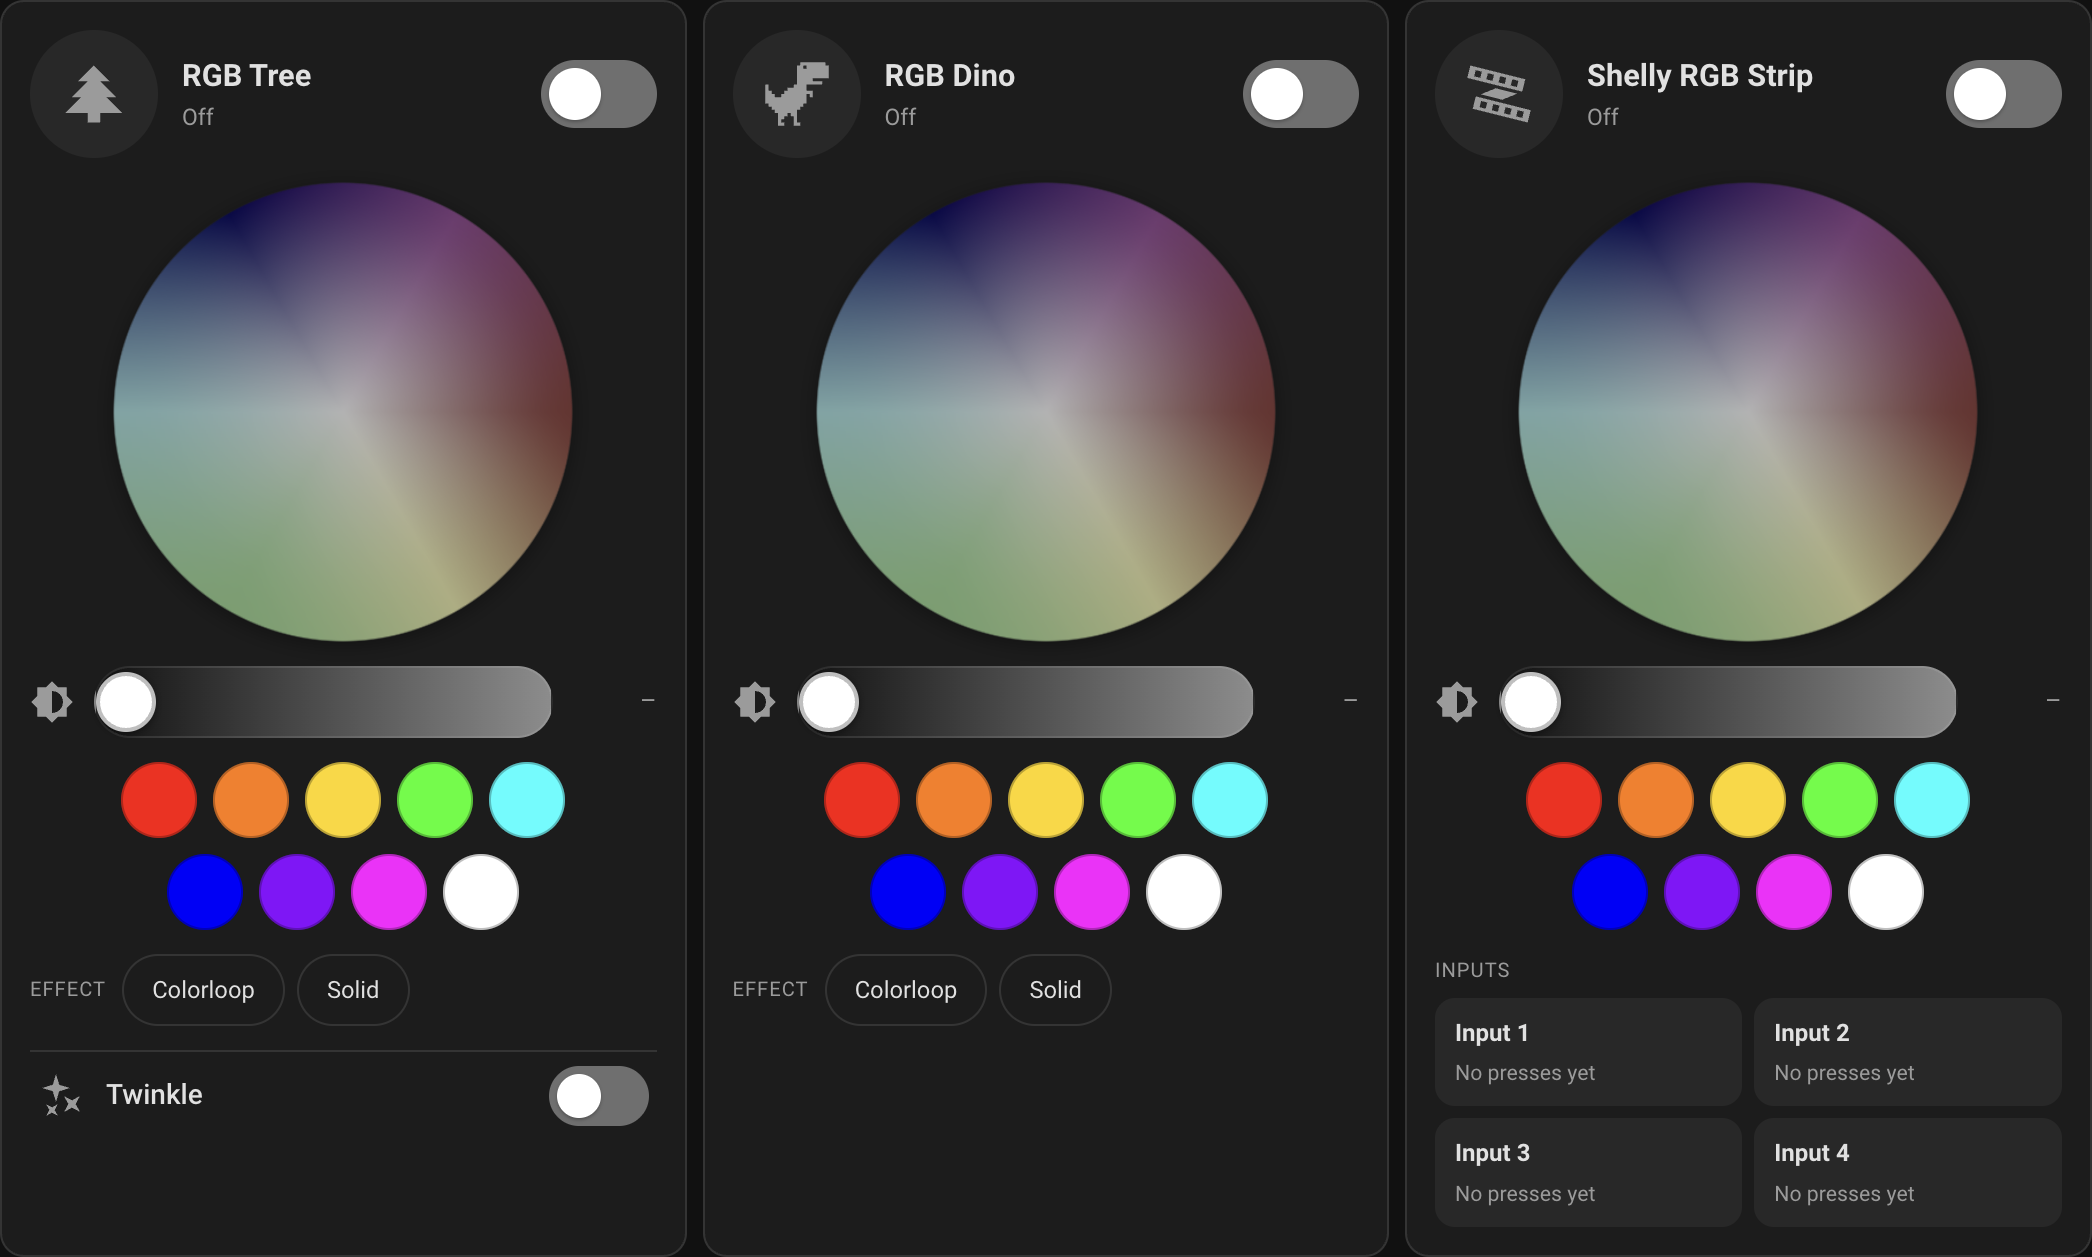 RGB Tree
Off
–
EFFECT Colorloop Solid
Twinkle
RGB Dino
Off
–
EFFECT Colorloop Solid
Shelly RGB Strip
Off
–
INPUTS
Input 1
No presses yet
Input 2
No presses yet
Input 3
No presses yet
Input 4
No presses yet